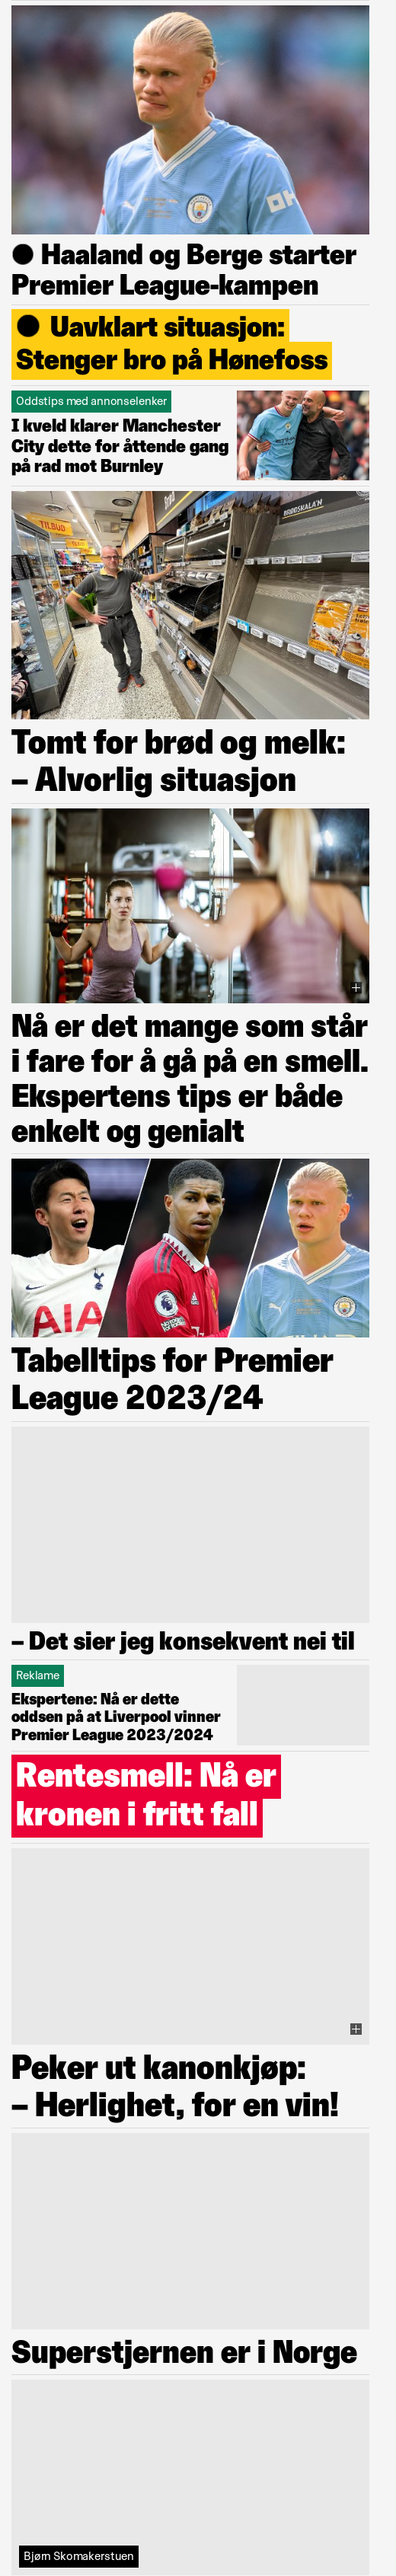 Haaland og Berge starter
Premier League-kampen
Uavklart situasjon:
Stenger bro på Hønefoss
Oddstips med annonselenker
I kveld klarer Manchester
City dette for åttende gang
på rad mot Burnley
TILBUD
Brød
BRØDSKALA'N
Tomt for brød og melk:
– Alvorlig situasjon
Nå er det mange som står
i fare for å gå på en smell.
Ekspertens tips er både
enkelt og genialt
AIA
Tabelltips for Premier
League 2023/24
– Det sier jeg konsekvent nei til
Reklame
Ekspertene: Nå er dette
oddsen på at Liverpool vinner
Premier League 2023/2024
Rentesmell: Nå er
kronen i fritt fall
Peker ut kanonkjøp:
– Herlighet, for en vin!
Superstjernen er i Norge
Bjørn Skomakerstuen